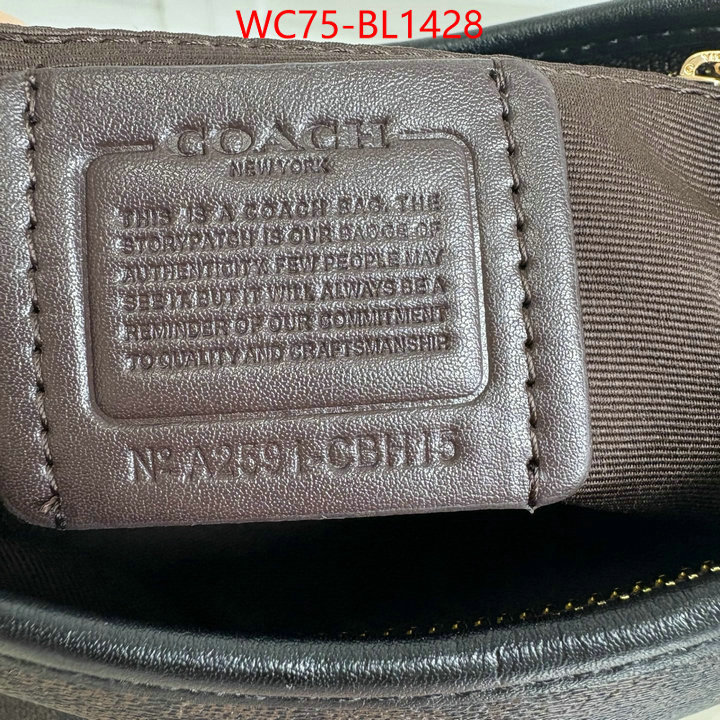 WC75-BL1428
COACH
NEW YORK
THIS IS A COACH BAG. THE
STORYPATCH IS OUR BADGE OF
AUTHENTICITY. FEW PEOPLE MAY
SEE IT, BUT IT WILL ALWAYS BE A
REMINDER OF OUR COMMITMENT
TO QUALITY AND CRAFTSMANSHIP
Nº A2591-CBH15